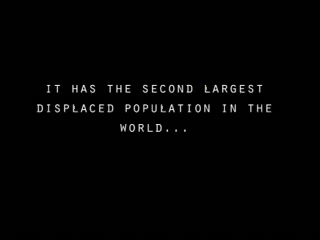 IT HAS THE SECOND LARGEST
DISPLACED POPULATION IN THE
WORLD...